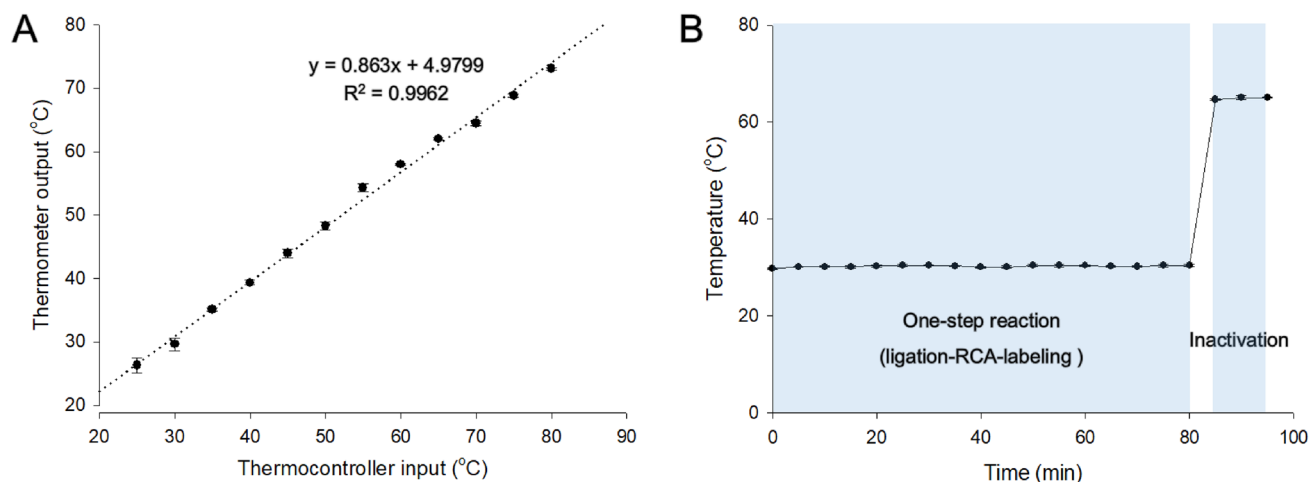 A
80
70
60
50
40
30
20
Thermometer output (°C)
y = 0.863x + 4.9799
R² = 0.9962
20 30 40 50 60 70 80 90
Thermocontroller input (°C)
B
80
60
40
20
0
Temperature (°C)
One-step reaction
(ligation-RCA-labeling )
Inactivation
0 20 40 60 80 100
Time (min)